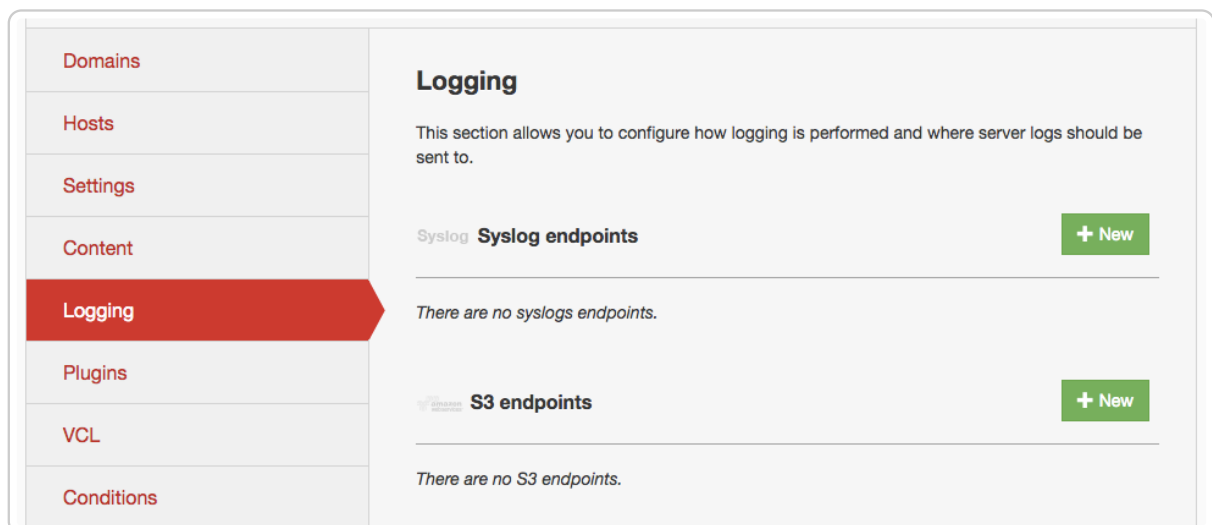 Domains
Hosts
Settings
Content
Logging
Plugins
VCL
Conditions
Logging
This section allows you to configure how logging is performed and where server logs should be
sent to.
Syslog Syslog endpoints
+ New
There are no syslogs endpoints.
amazon webservices S3 endpoints
+ New
There are no S3 endpoints.